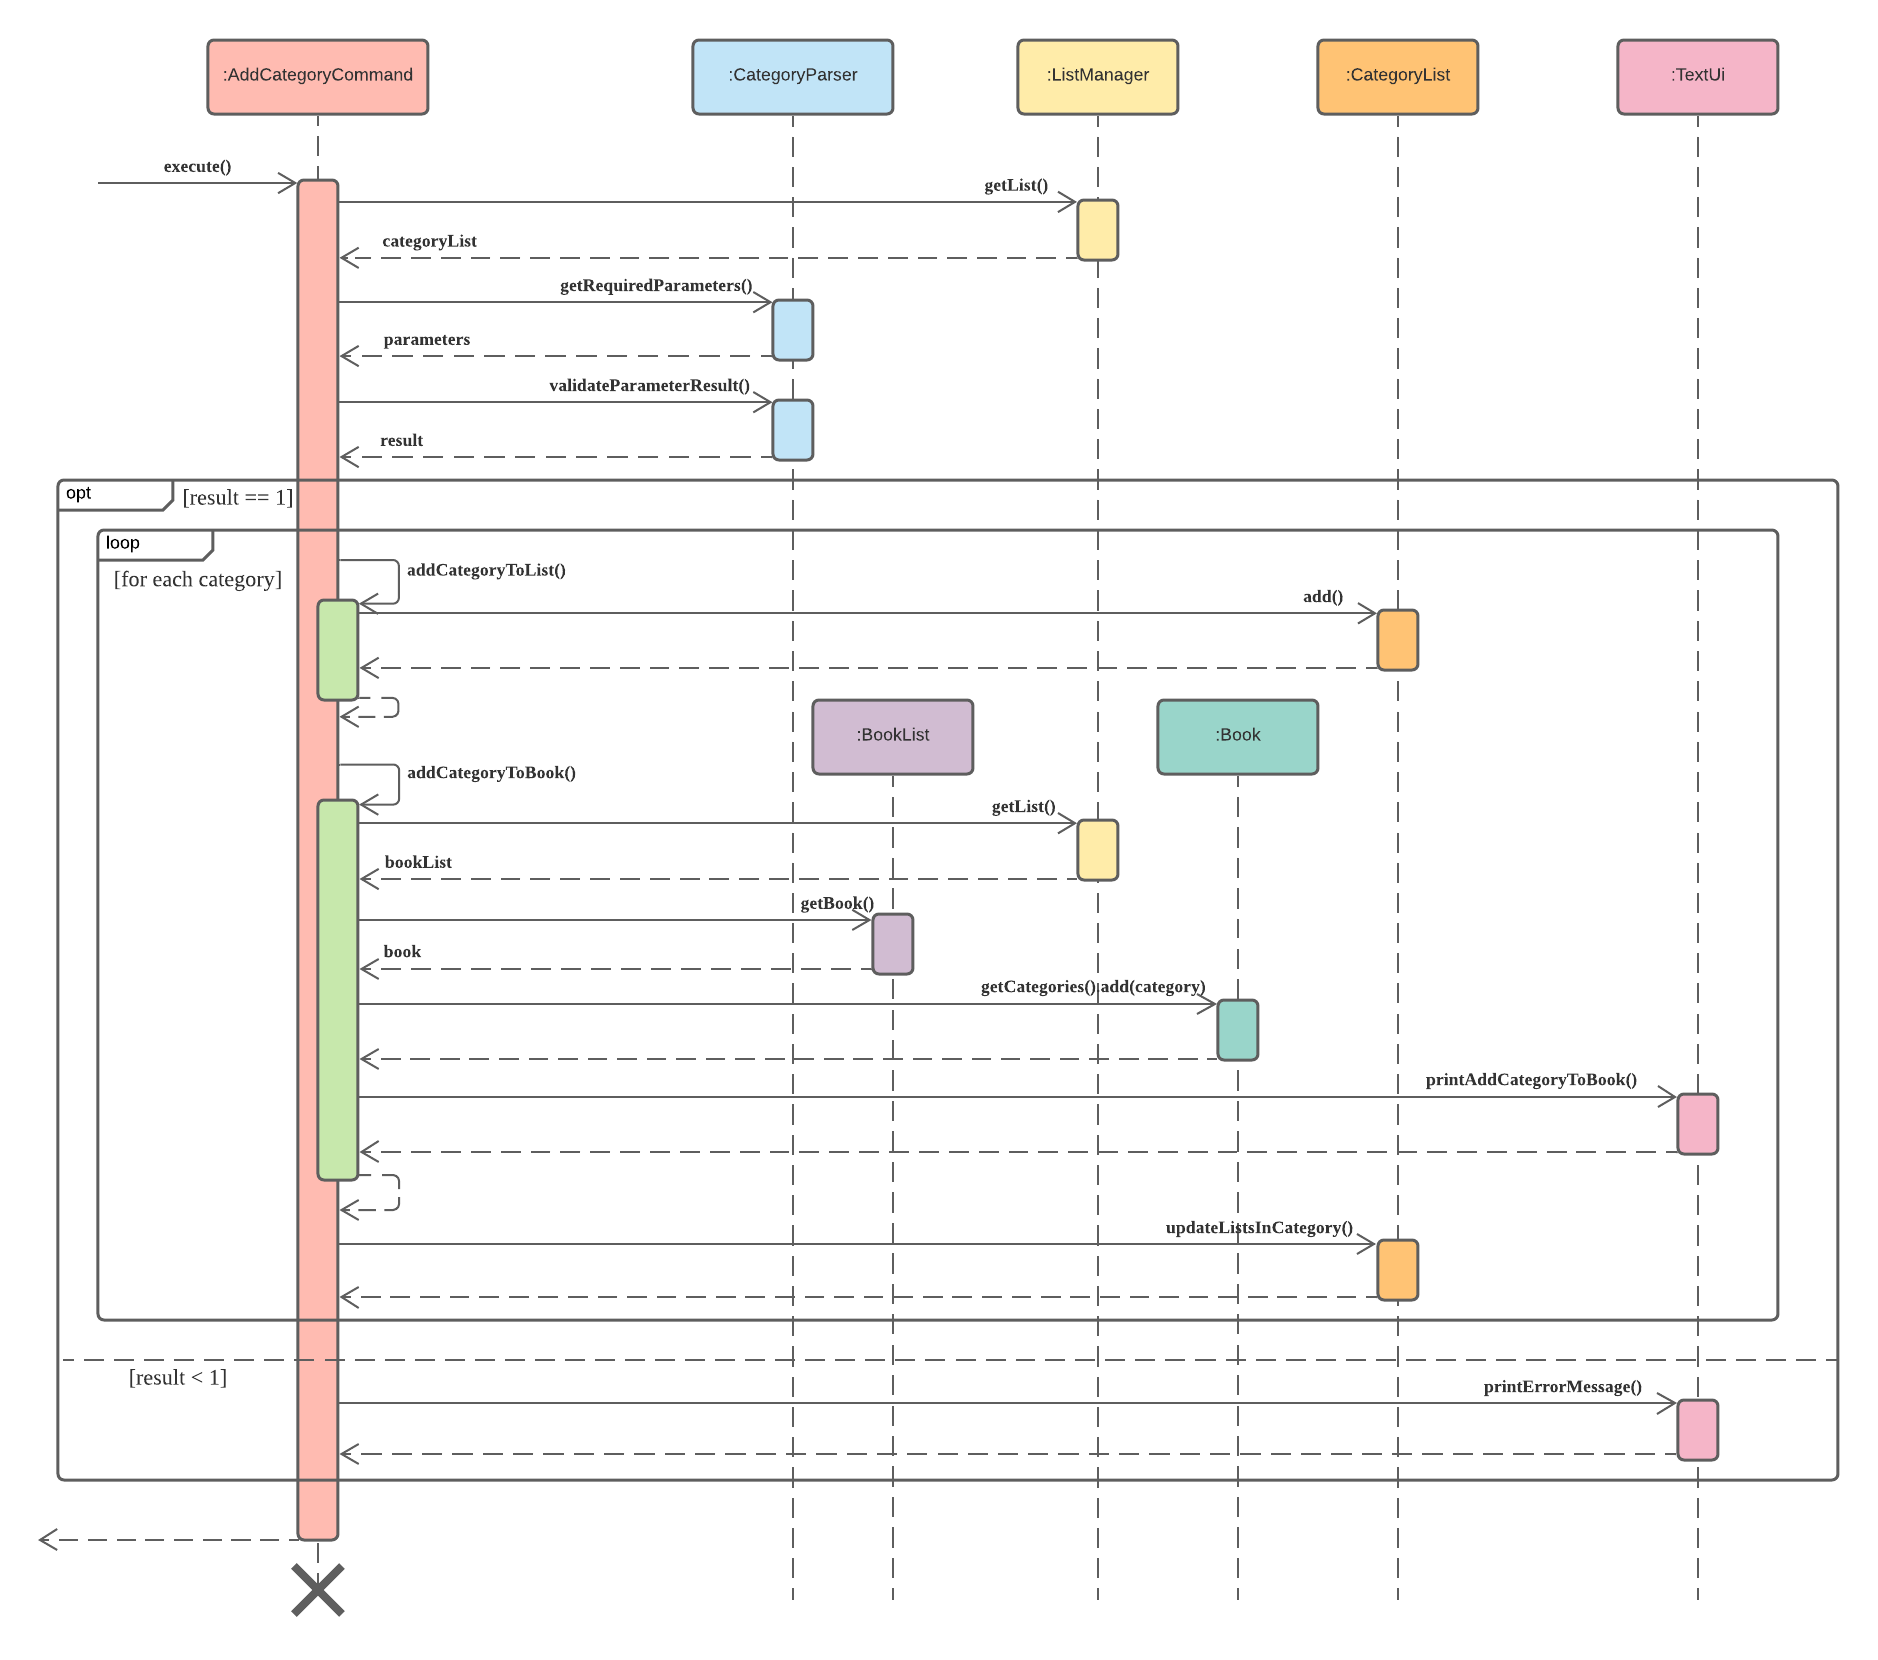 :AddCategoryCommand
:CategoryParser
:ListManager
:CategoryList
:TextUi
execute()
getList()
categoryList
getRequiredParameters()
parameters
validateParameterResult()
result
opt
[result == 1]
loop
[for each category]
addCategoryToList()
add()
:BookList
:Book
addCategoryToBook()
getList()
bookList
getBook()
book
getCategories().add(category)
printAddCategoryToBook()
updateListsInCategory()
[result < 1]
printErrorMessage()